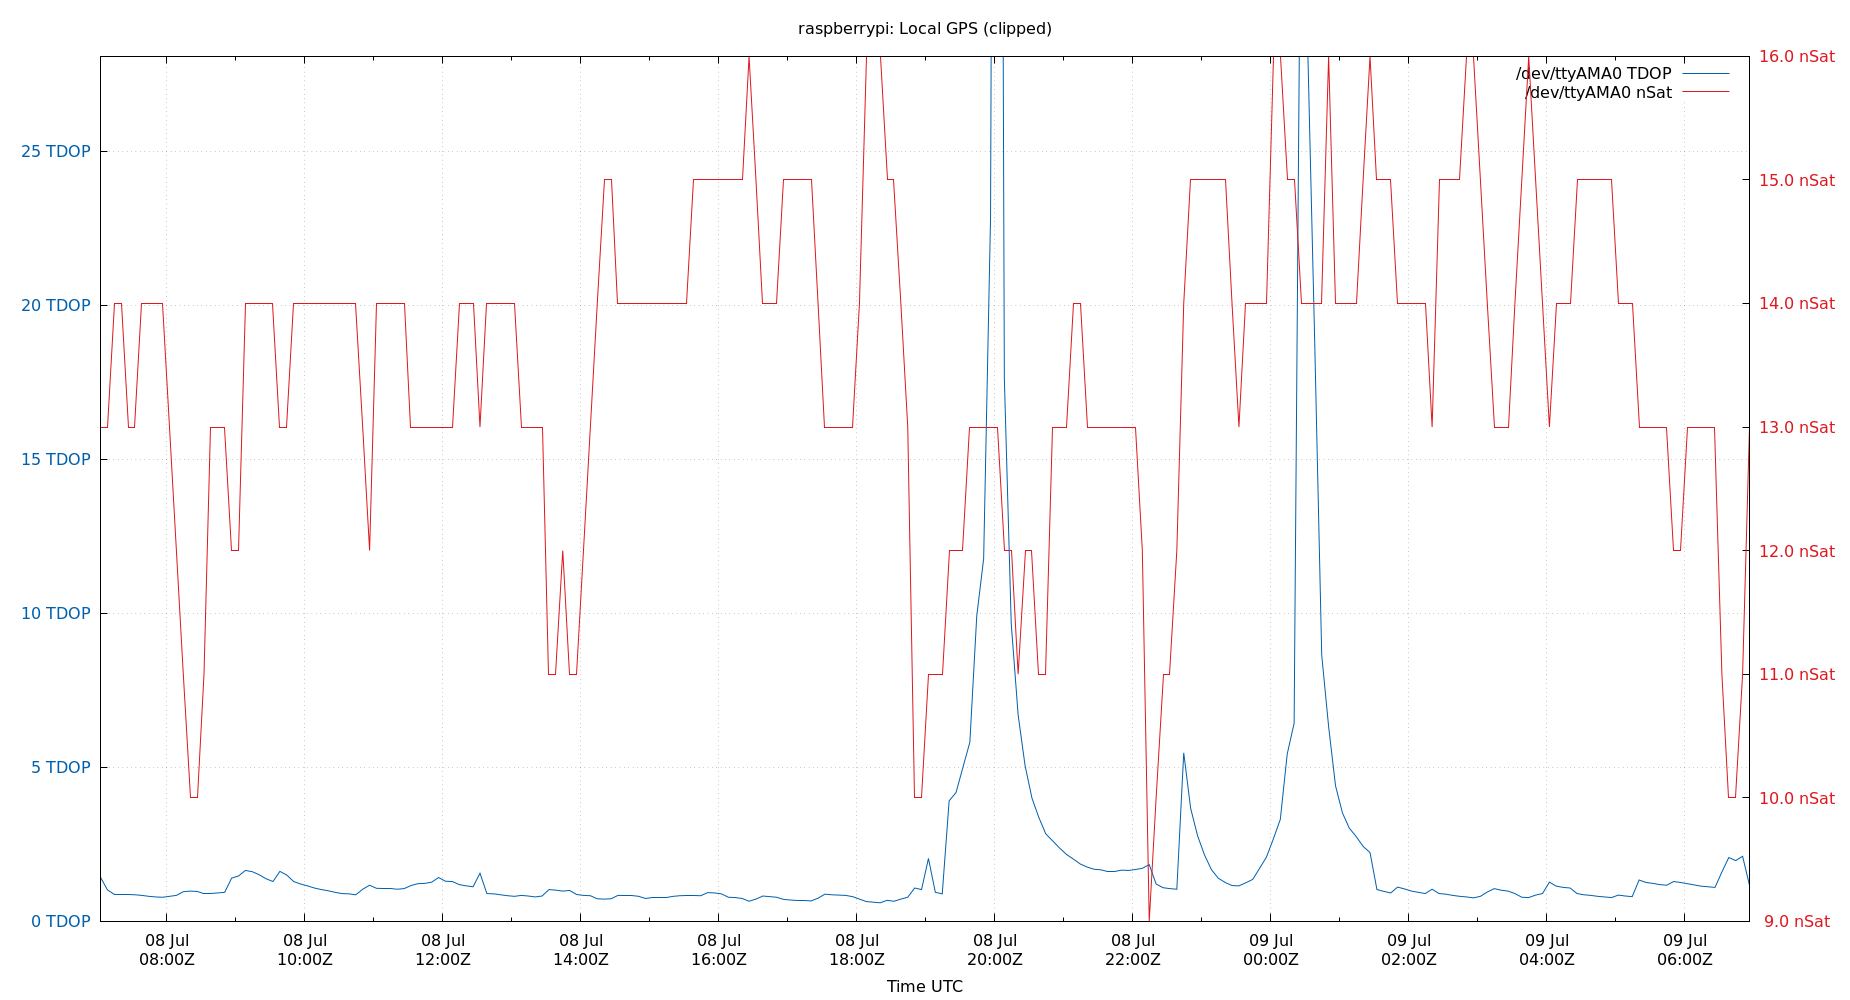 raspberrypi: Local GPS (clipped)
16.0 nSat
/dev/ttyAMA0 TDOP
/dev/ttyAMA0 nSat
25 TDOP
15.0 nSat
20 TDOP
14.0 nSat
13.0 nSat
15 TDOP
12.0 nSat
10 TDOP
11.0 nSat
5 TDOP
10.0 nSat
0 TDOP
9.0 nSat
08 Jul 08 Jul 08 Jul 08 Jul 08 Jul 08 Jul 08 Jul 08 Jul 09 Jul 09 Jul 09 Jul 09 Jul
08:00Z 10:00Z 12:00Z 14:00Z 16:00Z 18:00Z 20:00Z 22:00Z 00:00Z 02:00Z 04:00Z 06:00Z
Time UTC